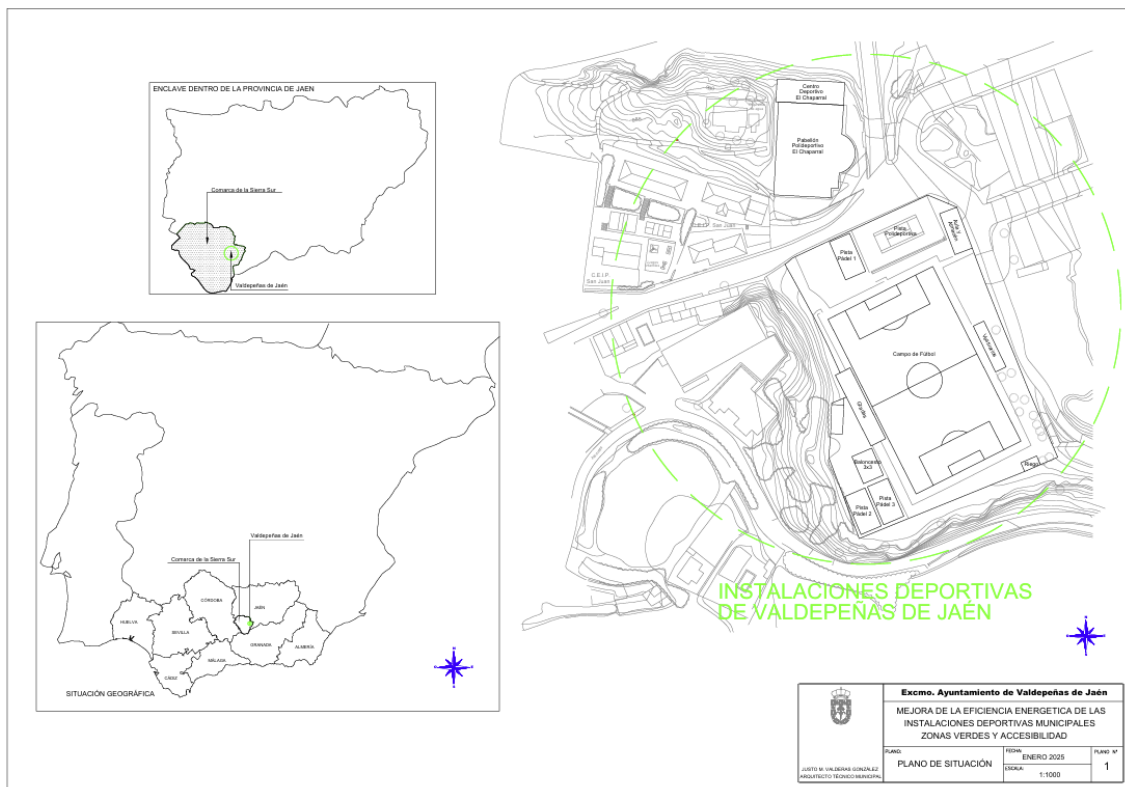 ENCLAVE DENTRO DE LA PROVINCIA DE JAEN
Comarca de la Sierra Sur
Valdepeñas de Jaén
Valdepeñas de Jaén
Comarca de la Sierra Sur
CÓRDOBA
JAÉN
HUELVA
SEVILLA
GRANADA
ALMERÍA
MÁLAGA
CÁDIZ
SITUACIÓN GEOGRÁFICA
Centro
Deportivo
El Chaparral
Pabellón
Polideportivo
El Chaparral
San Juan
C.E.I.P.
San Juan
Pista
Pádel 1
Pista
Polideportiva
Campo de Fútbol
Baloncesto
3x3
Pista
Pádel 2
Pista
Pádel 3
Riego
INSTALACIONES DEPORTIVAS
DE VALDEPEÑAS DE JAÉN
Excmo. Ayuntamiento de Valdepeñas de Jaén
MEJORA DE LA EFICIENCIA ENERGETICA DE LAS
INSTALACIONES DEPORTIVAS MUNICIPALES
ZONAS VERDES Y ACCESIBILIDAD
JUSTO M. VALDERAS GONZÁLEZ
ARQUITECTO TÉCNICO MUNICIPAL
PLANO:
PLANO DE SITUACIÓN
FECHA:
ENERO 2025
ESCALA:
1:1000
PLANO Nº
1